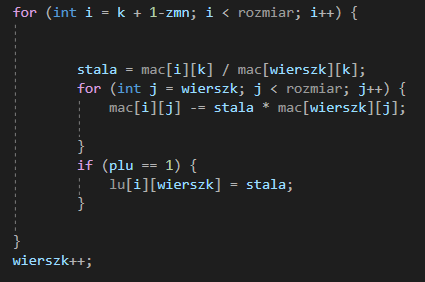 for (int i = k + 1-zmn; i < rozmiar; i++) {
stala = mac[i][k] / mac[wierszk][k];
for (int j = wierszk; j < rozmiar; j++) {
mac[i][j] -= stala * mac[wierszk][j];
}
if (plu == 1) {
lu[i][wierszk] = stala;
}
}
wierszk++;